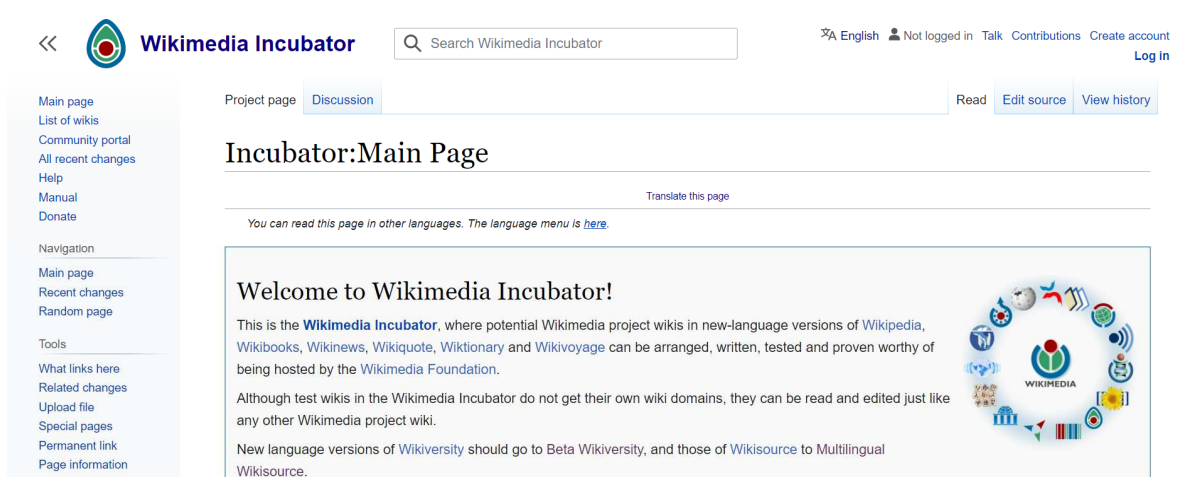 Wikimedia Incubator
Search Wikimedia Incubator
English Not logged in Talk Contributions Create account
Log in
Main page
List of wikis
Community portal
All recent changes
Help
Manual
Donate
Navigation
Main page
Recent changes
Random page
Tools
What links here
Related changes
Upload file
Special pages
Permanent link
Page information
Project page Discussion
Read Edit source View history
Incubator:Main Page
Translate this page
You can read this page in other languages. The language menu is here.
Welcome to Wikimedia Incubator!
This is the Wikimedia Incubator, where potential Wikimedia project wikis in new-language versions of Wikipedia,
Wikibooks, Wikinews, Wikiquote, Wiktionary and Wikivoyage can be arranged, written, tested and proven worthy of
being hosted by the Wikimedia Foundation.
Although test wikis in the Wikimedia Incubator do not get their own wiki domains, they can be read and edited just like
any other Wikimedia project wiki.
New language versions of Wikiversity should go to Beta Wikiversity, and those of Wikisource to Multilingual
Wikisource.
WIKIMEDIA